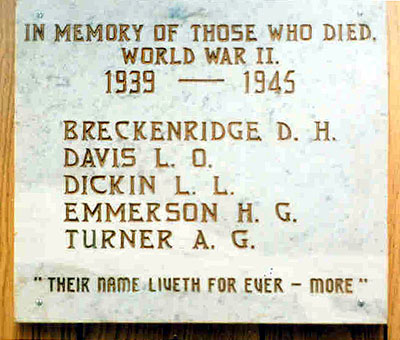 IN MEMORY OF THOSE WHO DIED.
WORLD WAR II.
1939 — 1945
BRECKENRIDGE D. H.
DAVIS L. O.
DICKIN L. L.
EMMERSON H. G.
TURNER A. G.
"THEIR NAME LIVETH FOR EVER - MORE"